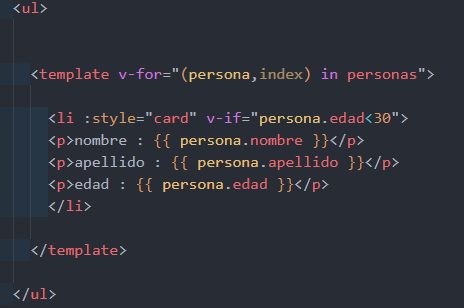 <ul>
<template v-for="(persona,index) in personas">
<li :style="card" v-if="persona.edad<30">
<p>nombre : {{ persona.nombre }}</p>
<p>apellido : {{ persona.apellido }}</p>
<p>edad : {{ persona.edad }}</p>
</li>
</template>
</ul>